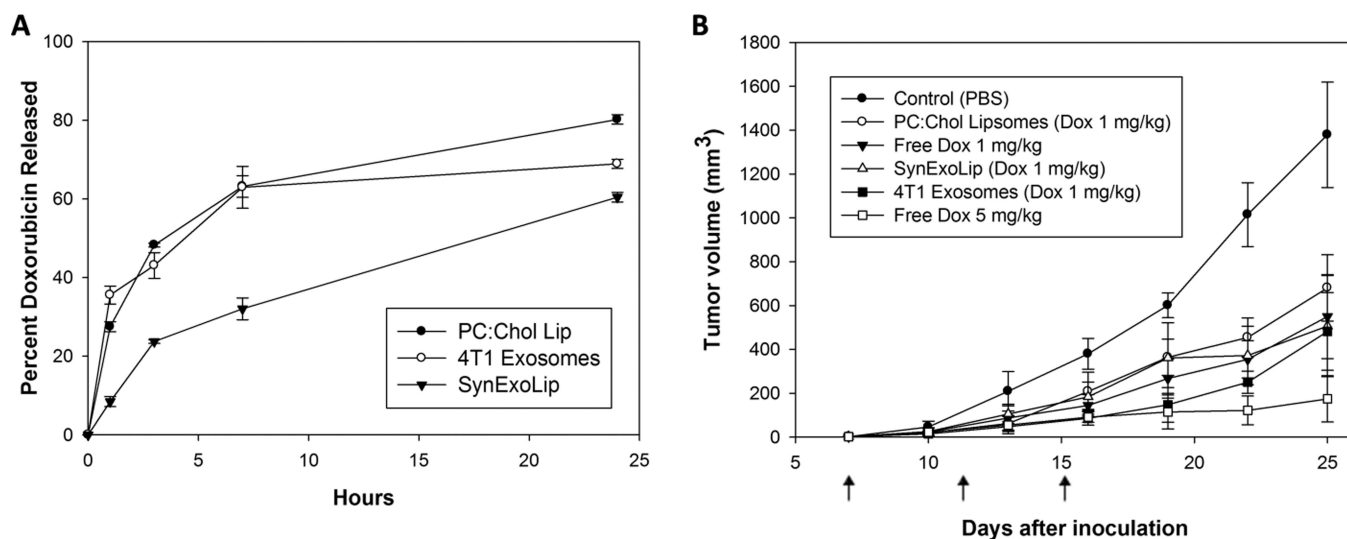 A
Percent Doxorubicin Released
100
80
60
40
20
0
0 5 10 15 20 25
Hours
PC:Chol Lip
4T1 Exosomes
SynExoLip
B
Tumor volume (mm3)
1800
1600
1400
1200
1000
800
600
400
200
0
5 10 15 20 25
Days after inoculation
Control (PBS)
PC:Chol Lipsomes (Dox 1 mg/kg)
Free Dox 1 mg/kg
SynExoLip (Dox 1 mg/kg)
4T1 Exosomes (Dox 1 mg/kg)
Free Dox 5 mg/kg